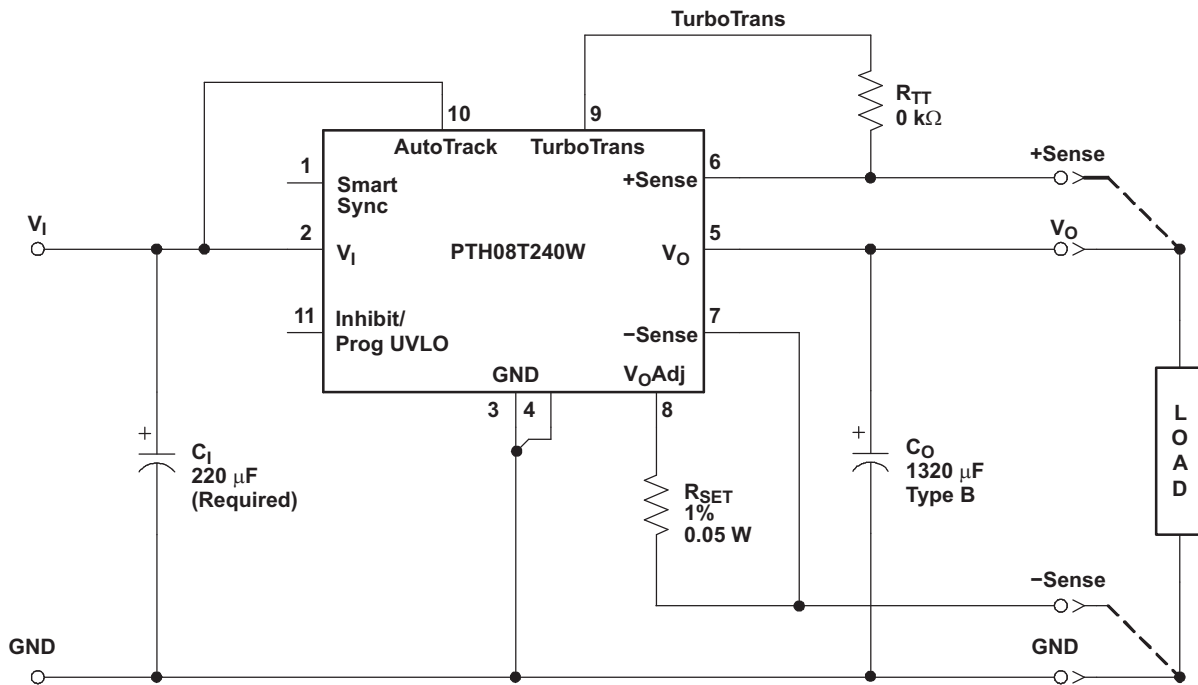 TurboTrans
R_TT
0 kΩ
10
9
AutoTrack
TurboTrans
1
6
+Sense
Smart
Sync
+Sense
V_I
2
V_I
PTH08T240W
V_O
5
V_O
11
Inhibit/
Prog UVLO
−Sense
7
GND
V_OAdj
3
4
8
+
C_I
220 μF
(Required)
R_SET
1%
0.05 W
+
C_O
1320 μF
Type B
L
O
A
D
−Sense
GND
GND